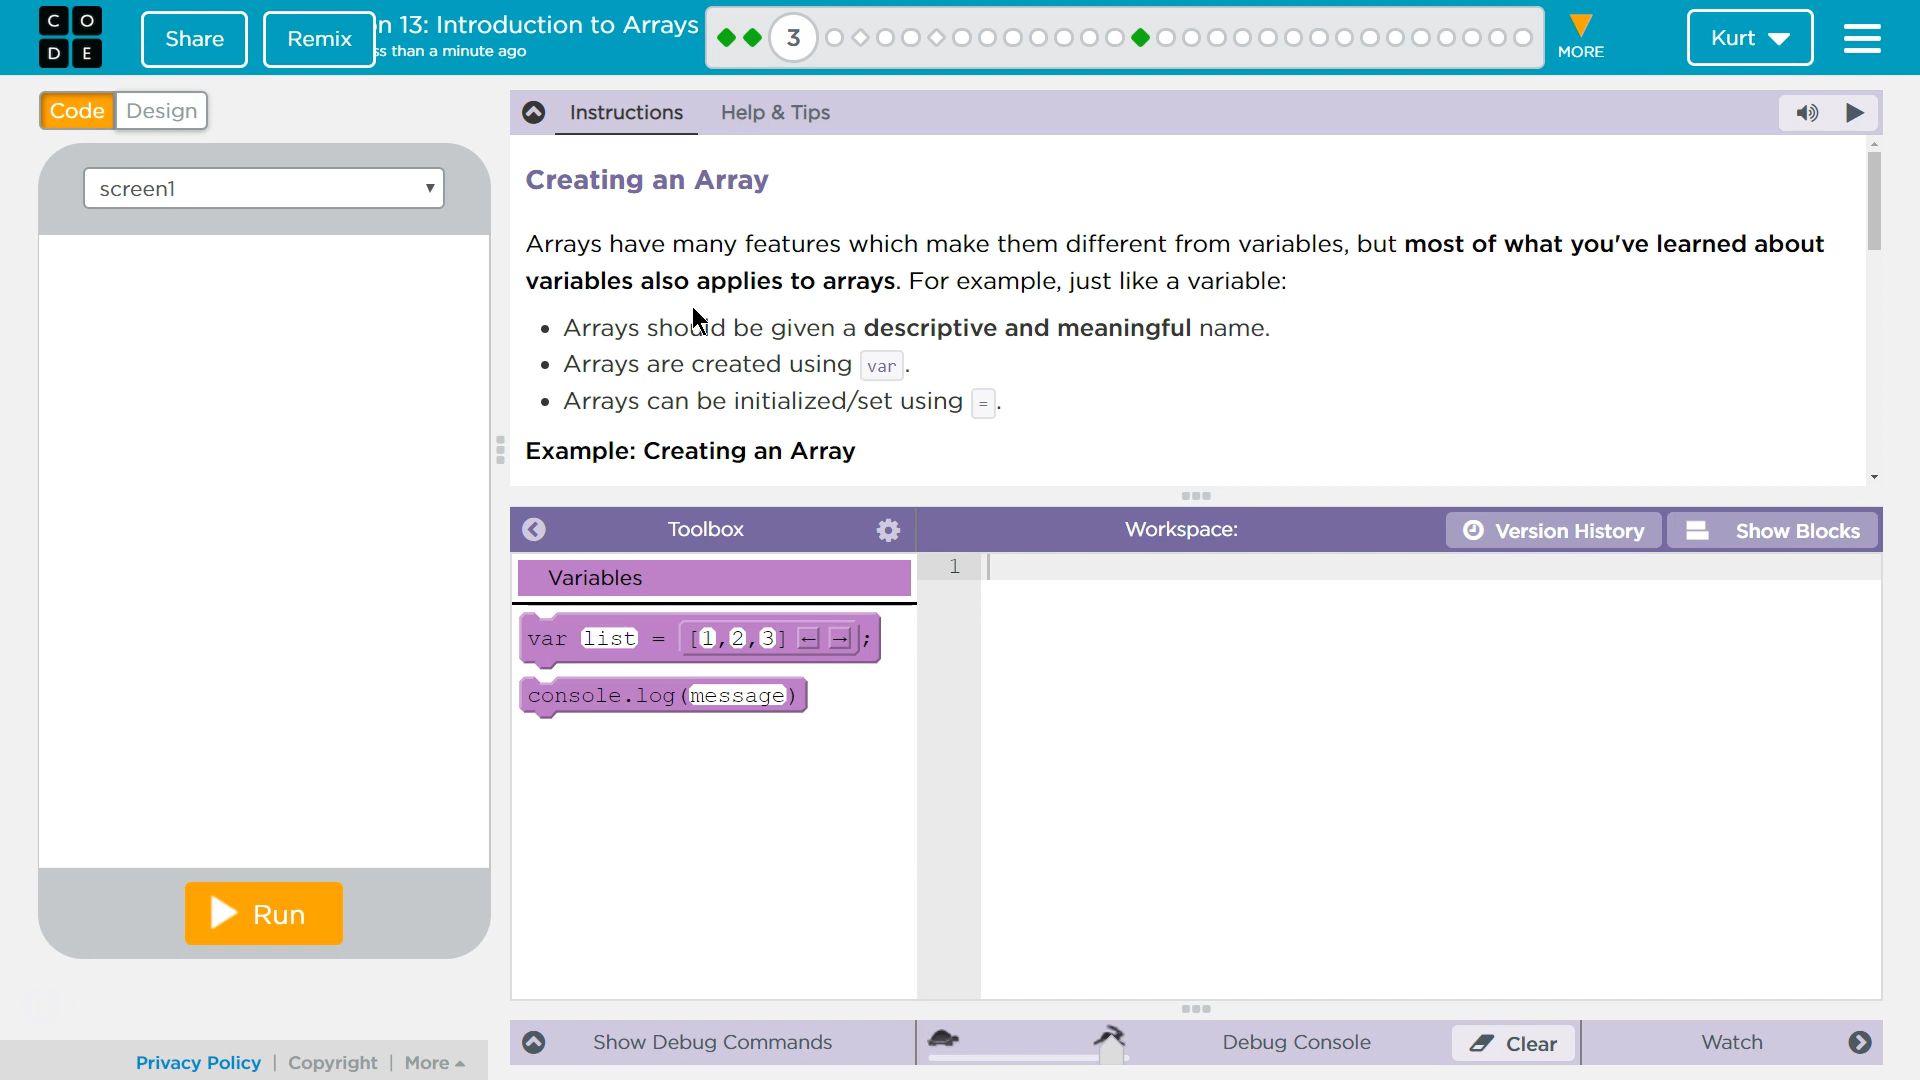 C O
D E
Share
Remix
n 13: Introduction to Arrays
ss than a minute ago
3
MORE
Kurt
Code
Design
screen1
Run
Instructions
Help & Tips
Creating an Array
Arrays have many features which make them different from variables, but most of what you've learned about
variables also applies to arrays. For example, just like a variable:
• Arrays should be given a descriptive and meaningful name.
• Arrays are created using var.
• Arrays can be initialized/set using =.
Example: Creating an Array
Toolbox
Workspace:
Version History
Show Blocks
Variables
var list = [1,2,3] ← → ;
console.log(message)
1
Show Debug Commands
Debug Console
Clear
Watch
Privacy Policy | Copyright | More